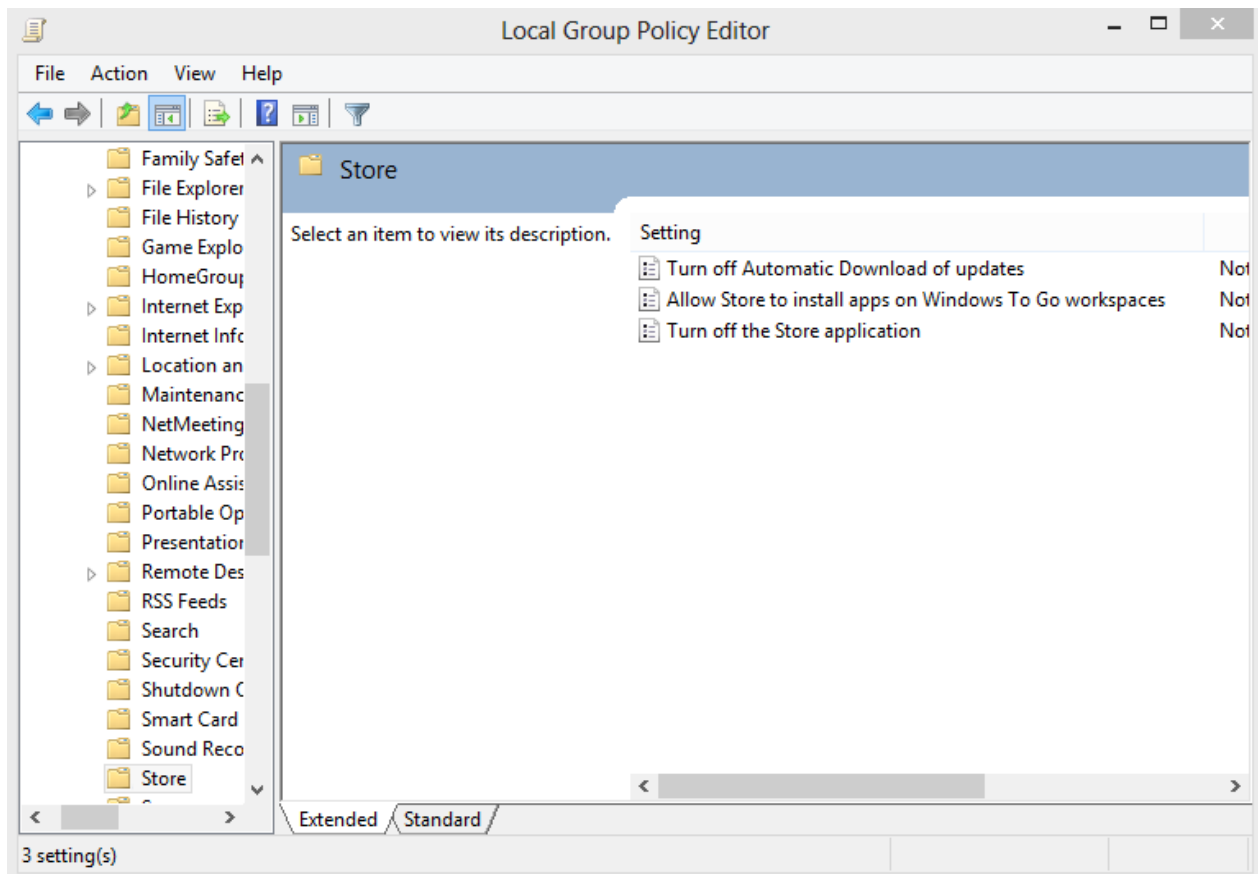 Local Group Policy Editor
File Action View Help
Family Safet
File Explorer
File History
Game Explo
HomeGroup
Internet Exp
Internet Info
Location an
Maintenanc
NetMeeting
Network Pro
Online Assis
Portable Op
Presentation
Remote Des
RSS Feeds
Search
Security Cer
Shutdown O
Smart Card
Sound Reco
Store
Store
Select an item to view its description.
Setting
Turn off Automatic Download of updates Not
Allow Store to install apps on Windows To Go workspaces Not
Turn off the Store application Not
Extended Standard
3 setting(s)